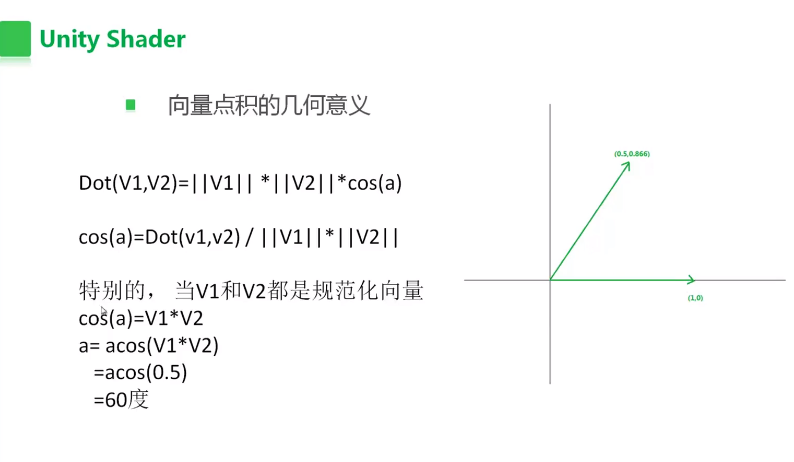 Unity Shader
向量点积的几何意义
Dot(V1,V2)=||V1|| *||V2||*cos(a)
cos(a)=Dot(v1,v2) / ||V1||*||V2||
特别的， 当V1和V2都是规范化向量
cos(a)=V1*V2
a= acos(V1*V2)
=acos(0.5)
=60度
(0.5,0.866)
(1,0)